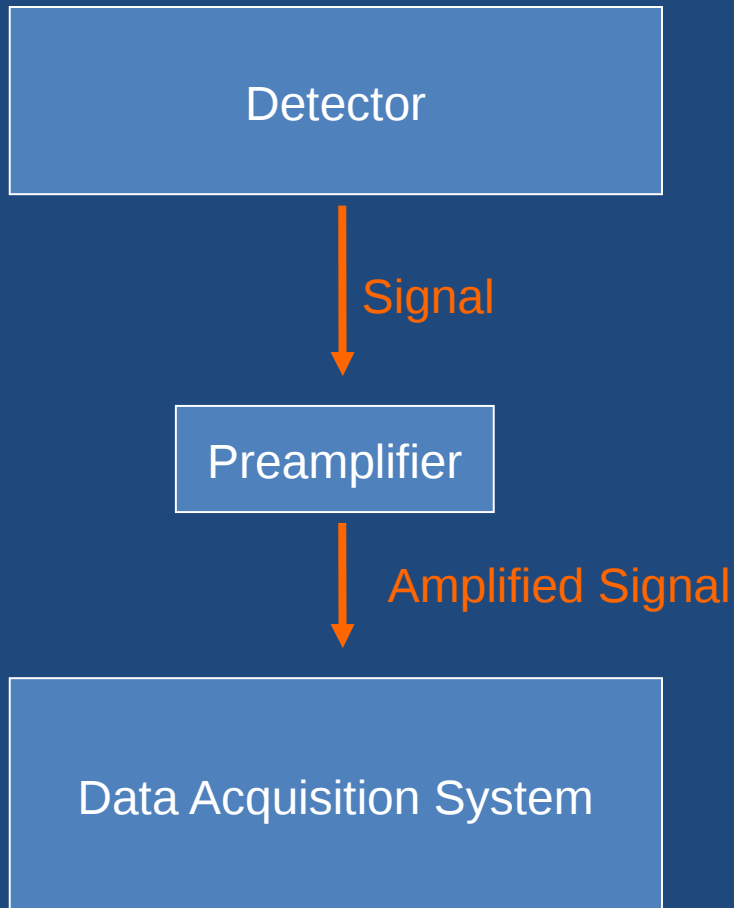 Detector
Signal
Preamplifier
Amplified Signal
Data Acquisition System